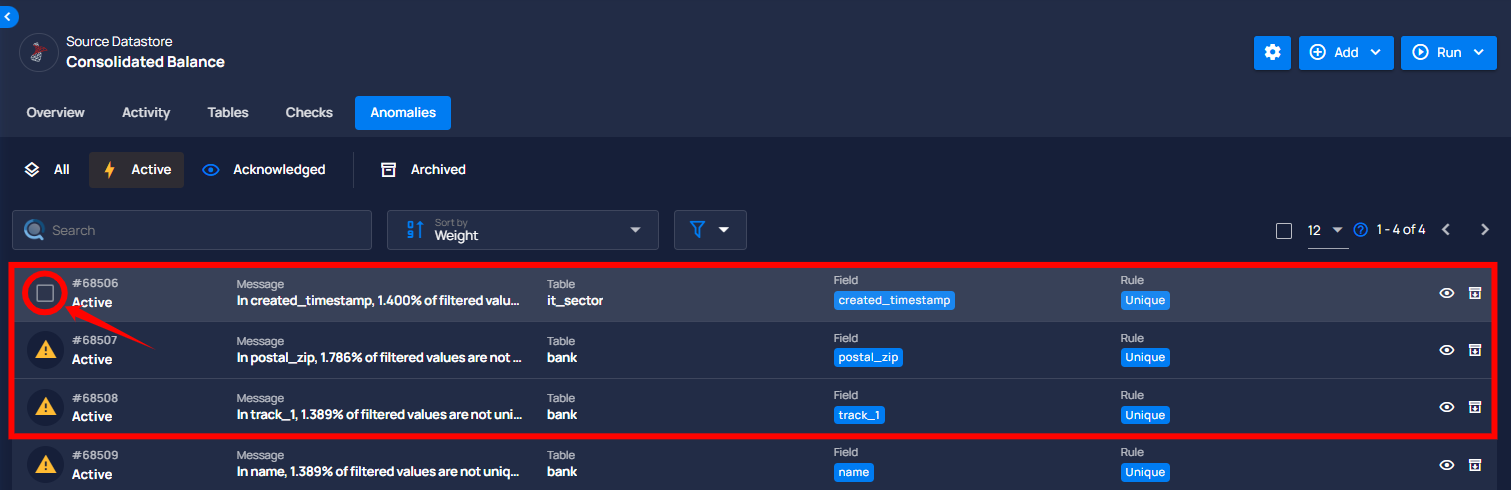 Source Datastore
Consolidated Balance
Add
Run
Overview Activity Tables Checks Anomalies
All Active Acknowledged Archived
Search
Sort by
Weight
12 1 - 4 of 4
#68506 Message Table Field Rule
Active In created_timestamp, 1.400% of filtered valu... it_sector created_timestamp Unique
#68507 Message Table Field Rule
Active In postal_zip, 1.786% of filtered values are not ... bank postal_zip Unique
#68508 Message Table Field Rule
Active In track_1, 1.389% of filtered values are not uni... bank track_1 Unique
#68509 Message Table Field Rule
Active In name, 1.389% of filtered values are not uniq... bank name Unique